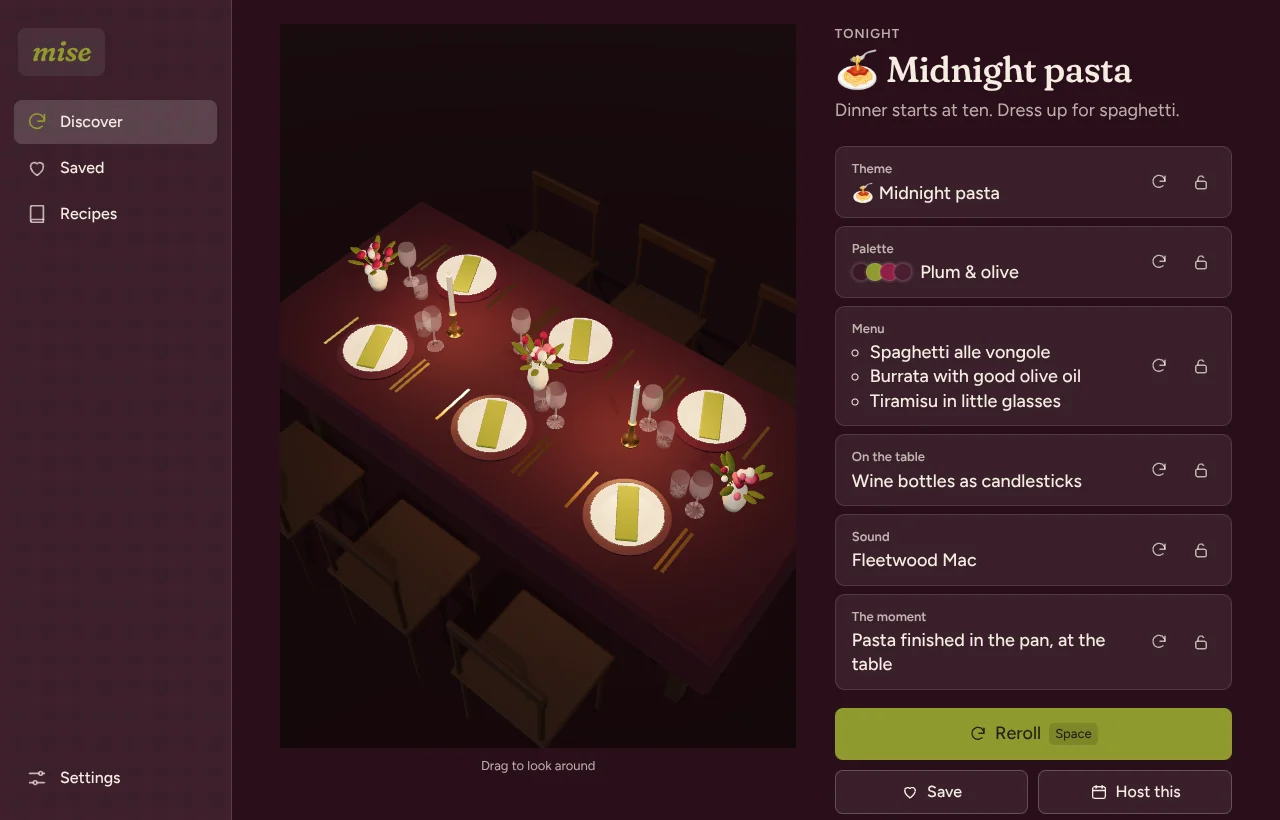 mise
Discover
Saved
Recipes
Settings
Drag to look around
TONIGHT
Midnight pasta
Dinner starts at ten. Dress up for spaghetti.
Theme
Midnight pasta
Palette
Plum & olive
Menu
Spaghetti alle vongole
Burrata with good olive oil
Tiramisu in little glasses
On the table
Wine bottles as candlesticks
Sound
Fleetwood Mac
The moment
Pasta finished in the pan, at the
table
Reroll Space
Save
Host this